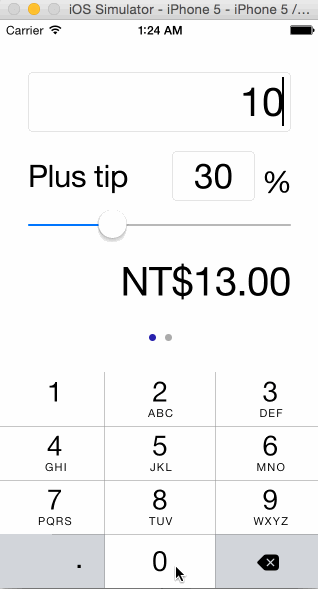 iOS Simulator - iPhone 5 - iPhone 5 /...
Carrier 1:24 AM
10
Plus tip 30 %
NT$13.00
1 2 3
ABC DEF
4 5 6
GHI JKL MNO
7 8 9
PQRS TUV WXYZ
. 0